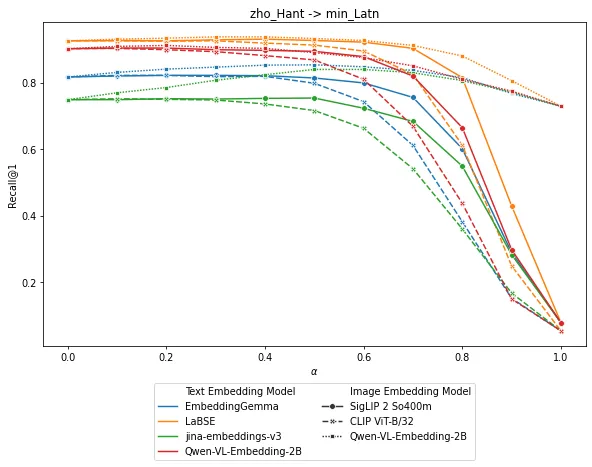 zho_Hant -> min_Latn
Recall@1
0.8
0.6
0.4
0.2
0.0 0.2 0.4 0.6 0.8 1.0
α
Text Embedding Model Image Embedding Model
EmbeddingGemma SigLIP 2 So400m
LaBSE CLIP ViT-B/32
jina-embeddings-v3 Qwen-VL-Embedding-2B
Qwen-VL-Embedding-2B